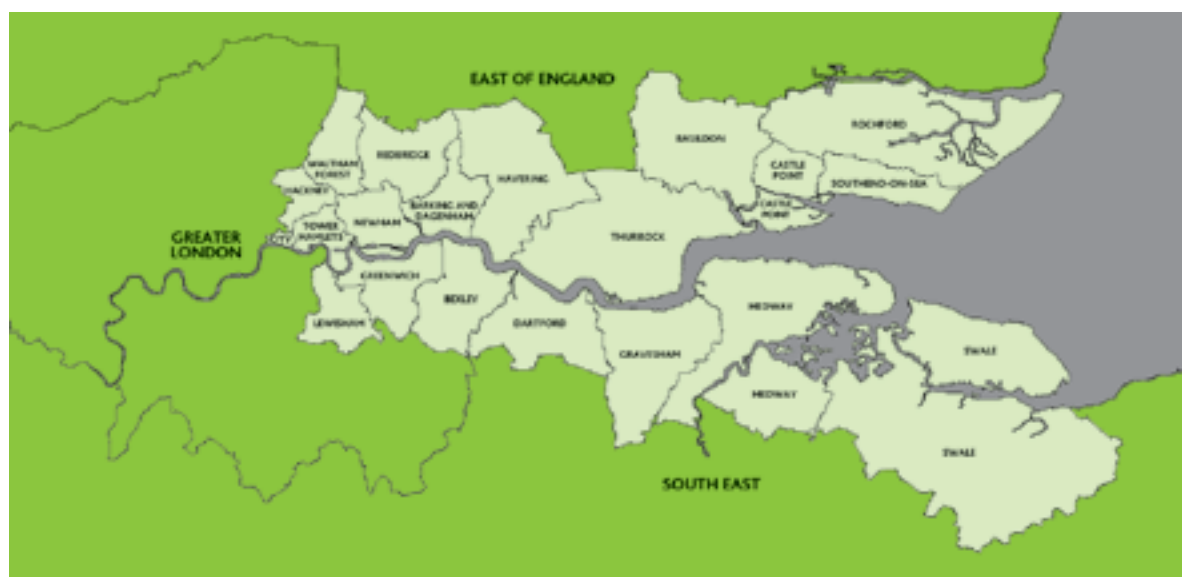 EAST OF ENGLAND
ROCHFORD
BASILDON
REDBRIDGE
CASTLE
POINT
WALTHAM
FOREST
HAVERING
SOUTHEND-ON-SEA
HACKNEY
BARKING AND
DAGENHAM
CASTLE
POINT
NEWHAM
TOWER
HAMLETS
CITY
THURROCK
GREATER
LONDON
GREENWICH
BEXLEY
MEDWAY
LEWISHAM
DARTFORD
GRAVESHAM
SWALE
MEDWAY
SWALE
SOUTH EAST